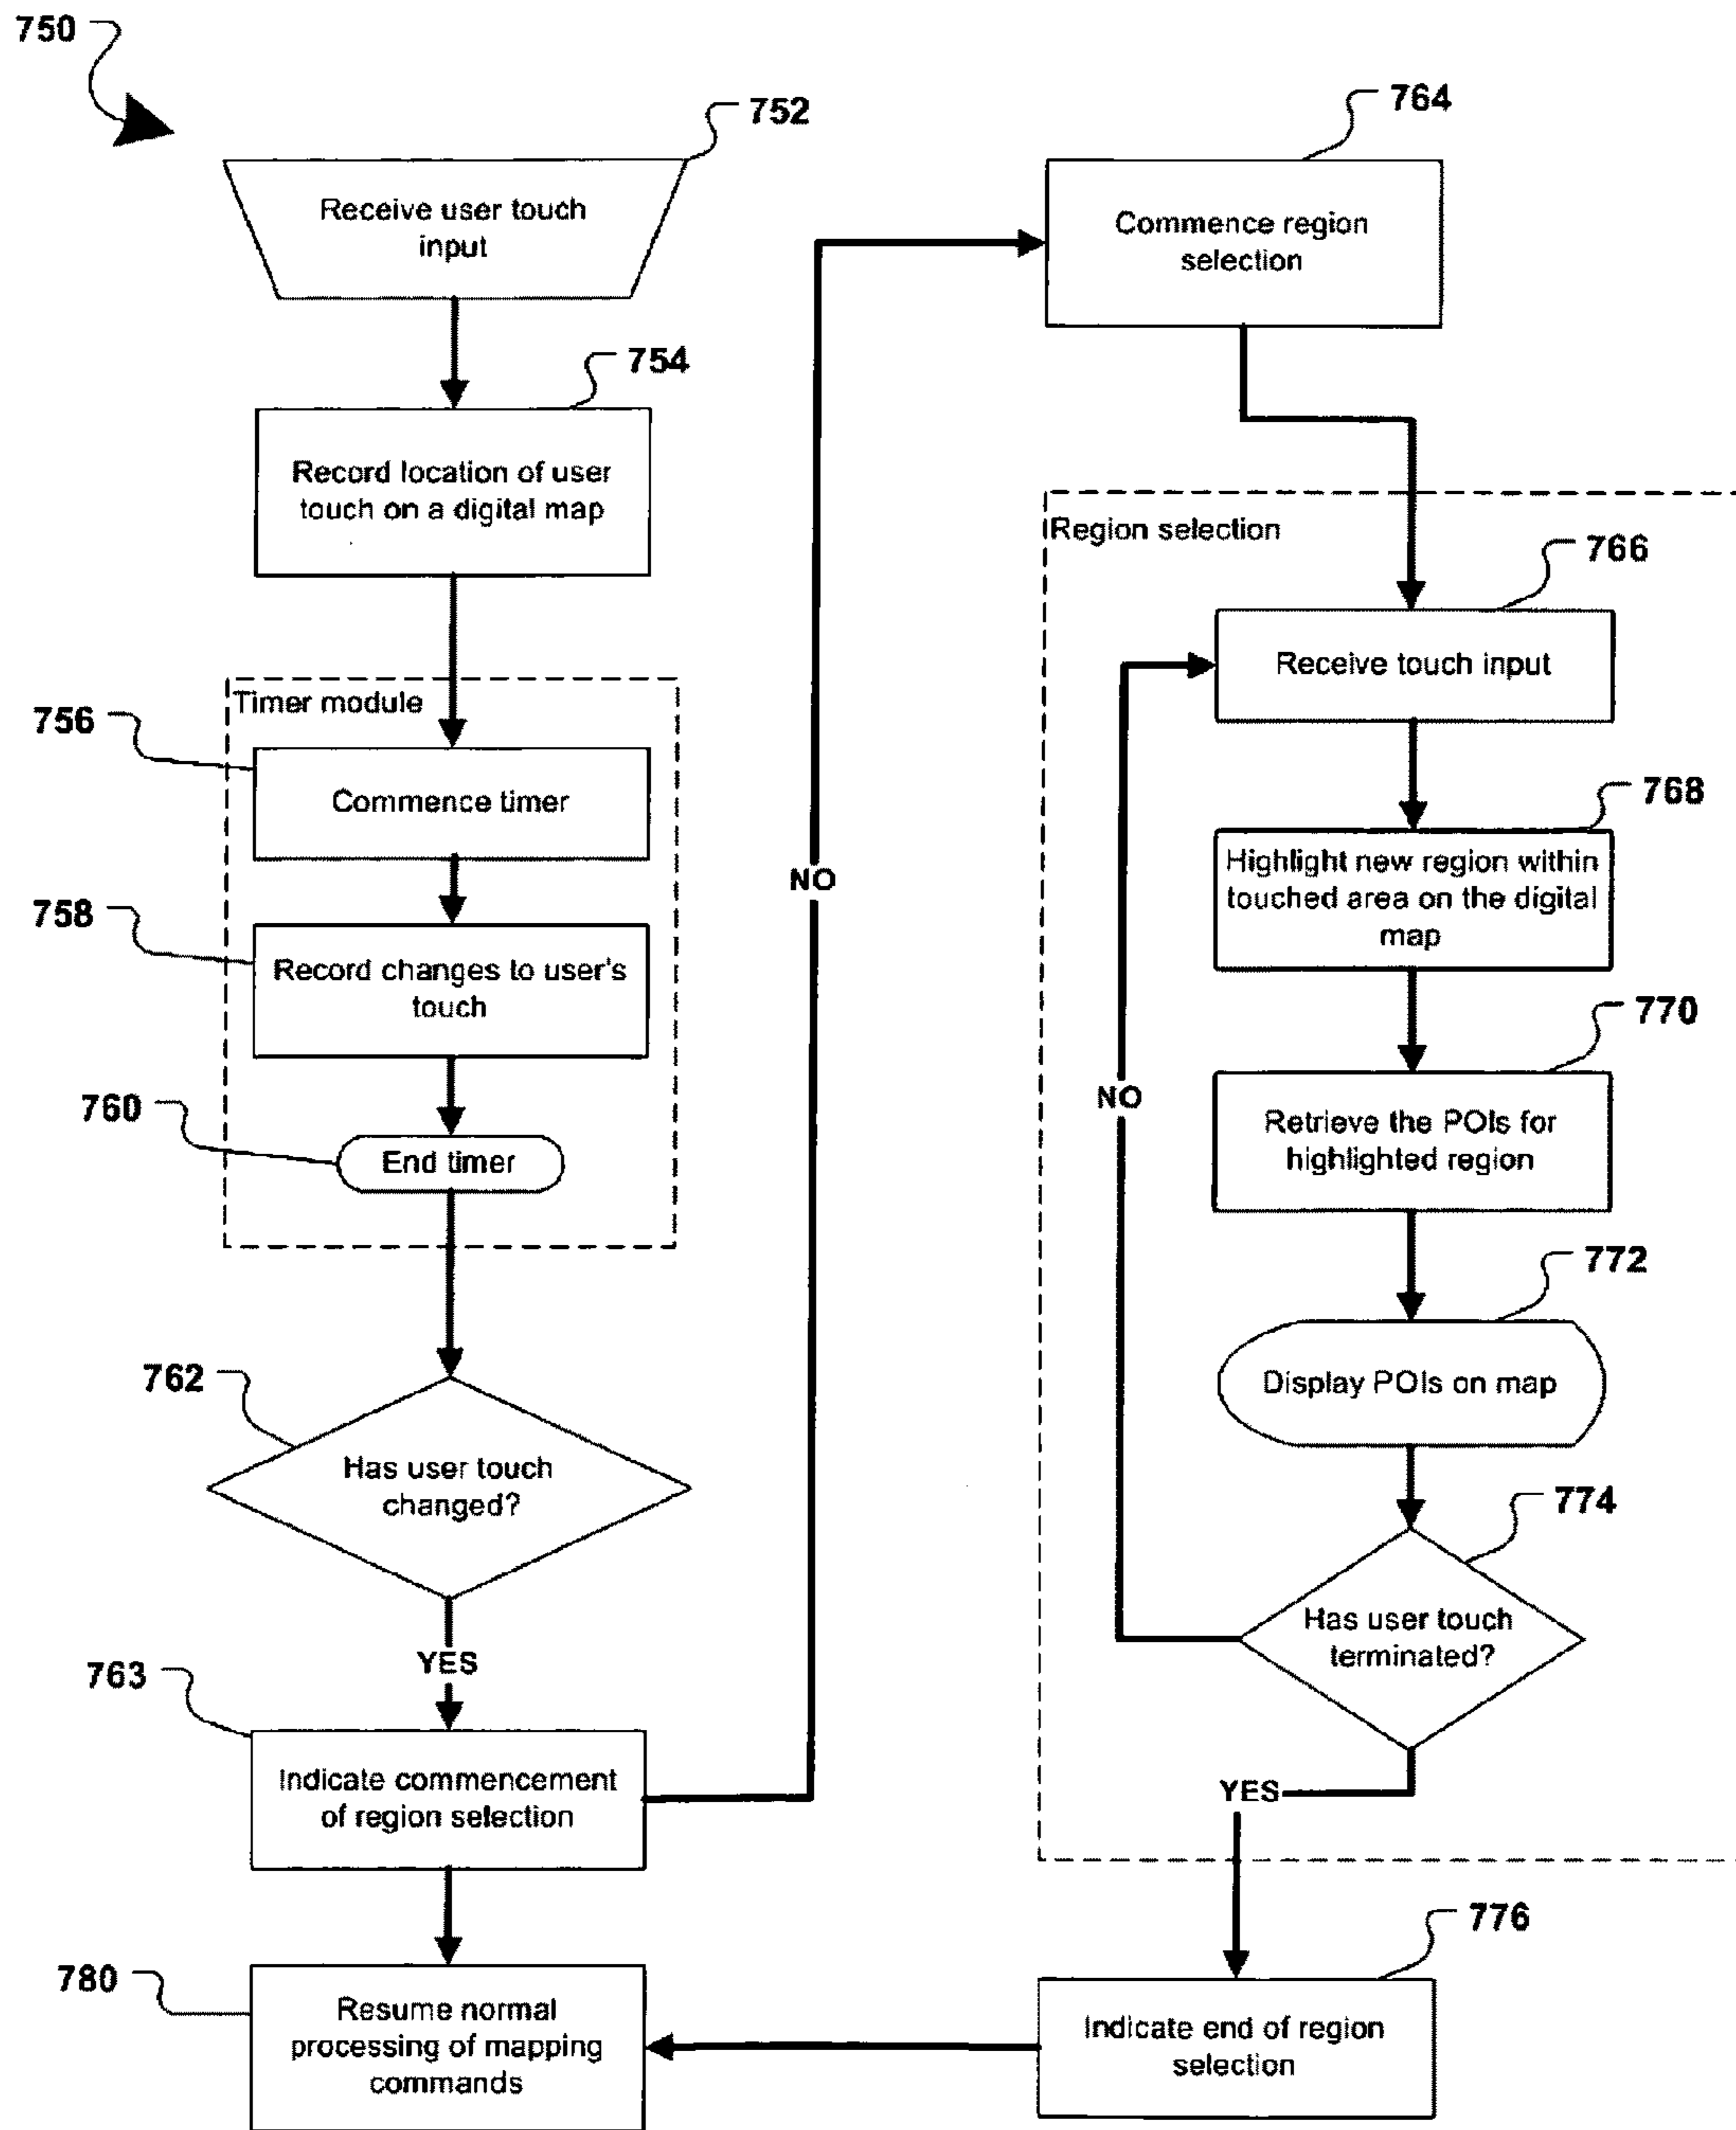 750
752
Receive user touch
input
754
Record location of user
touch on a digital map
Timer module
756
Commence timer
758
Record changes to user's
touch
760
End timer
762
Has user touch
changed?
YES
763
Indicate commencement
of region selection
780
Resume normal
processing of mapping
commands
NO
764
Commence region
selection
Region selection
766
Receive touch input
768
Highlight new region within
touched area on the digital
map
770
Retrieve the POIs for
highlighted region
NO
772
Display POIs on map
774
Has user touch
terminated?
YES
776
Indicate end of region
selection